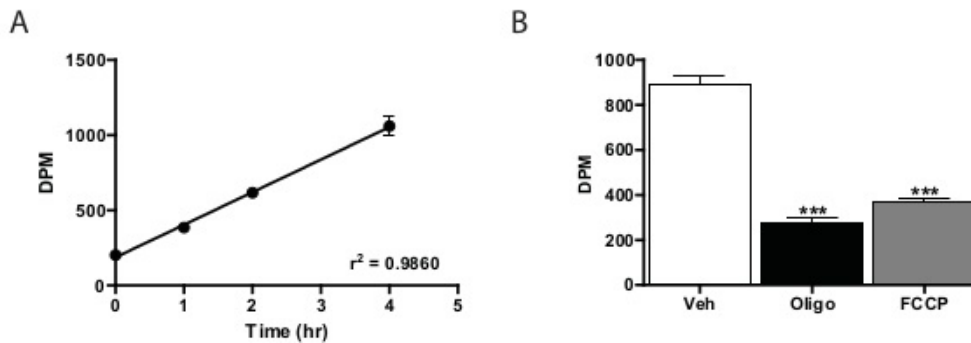 A
1500
1000
500
0
DPM
0 1 2 3 4 5
Time (hr)
r² = 0.9860
B
1000
800
600
400
200
0
DPM
***
***
Veh Oligo FCCP